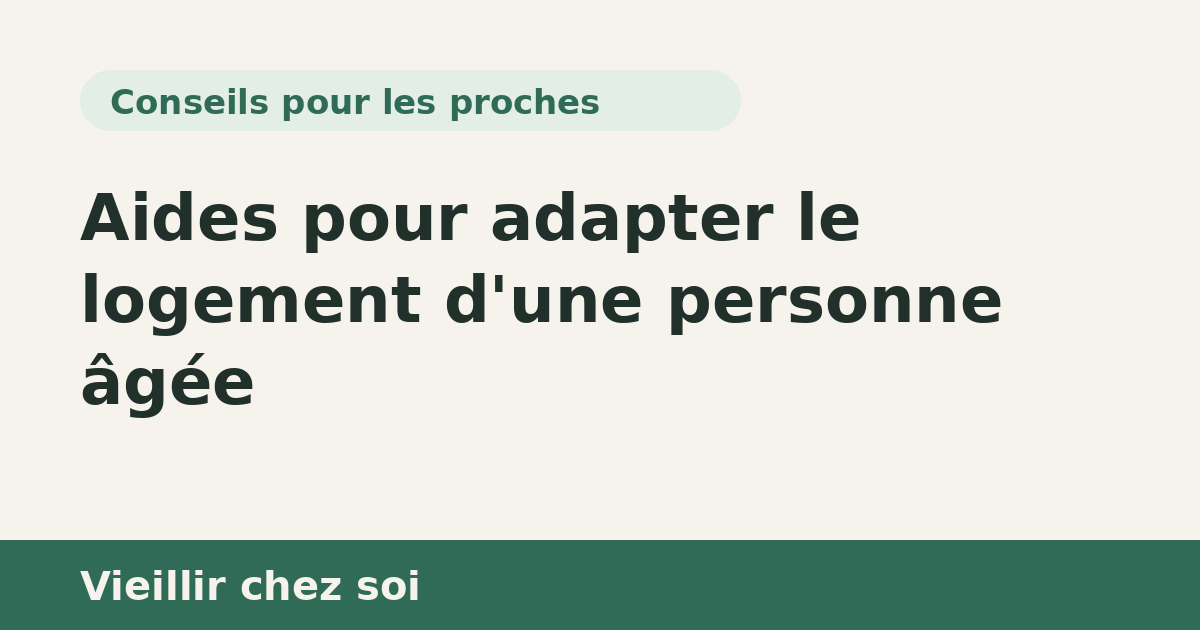 Conseils pour les proches
Aides pour adapter le
logement d'une personne
âgée
Vieillir chez soi